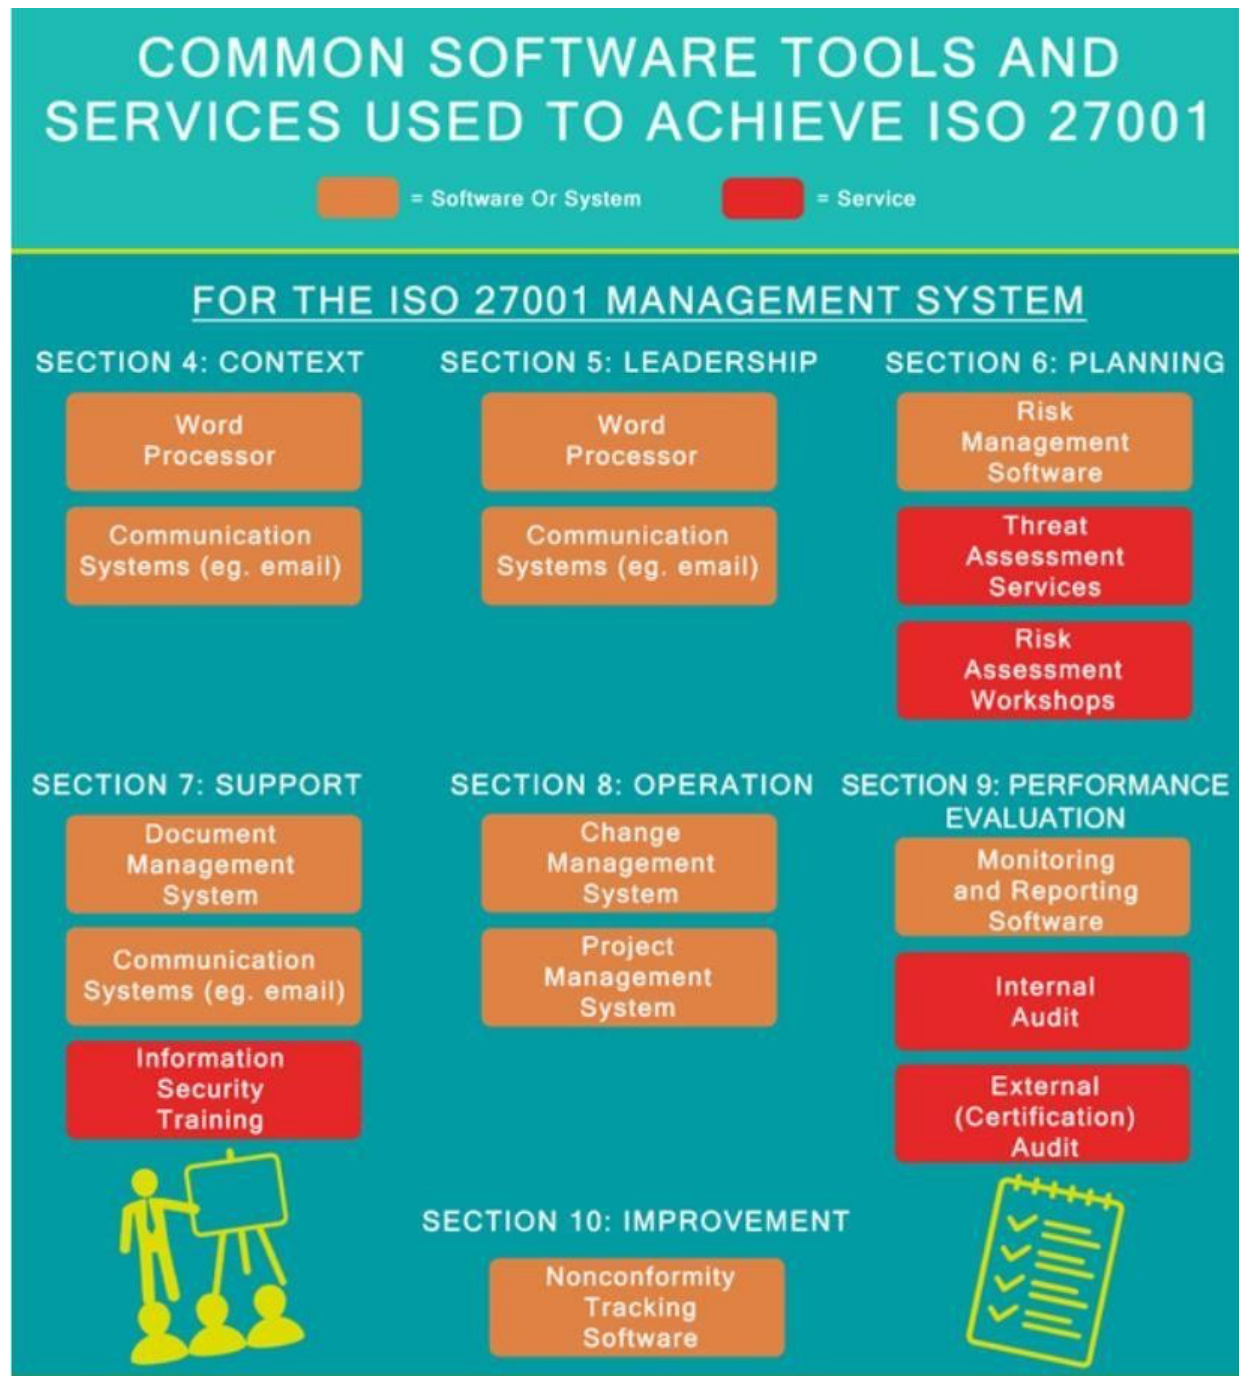 COMMON SOFTWARE TOOLS AND
SERVICES USED TO ACHIEVE ISO 27001
= Software Or System
= Service
FOR THE ISO 27001 MANAGEMENT SYSTEM
SECTION 4: CONTEXT
Word
Processor
Communication
Systems (eg. email)
SECTION 5: LEADERSHIP
Word
Processor
Communication
Systems (eg. email)
SECTION 6: PLANNING
Risk
Management
Software
Threat
Assessment
Services
Risk
Assessment
Workshops
SECTION 7: SUPPORT
Document
Management
System
Communication
Systems (eg. email)
Information
Security
Training
SECTION 8: OPERATION
Change
Management
System
Project
Management
System
SECTION 9: PERFORMANCE
EVALUATION
Monitoring
and Reporting
Software
Internal
Audit
External
(Certification)
Audit
SECTION 10: IMPROVEMENT
Nonconformity
Tracking
Software